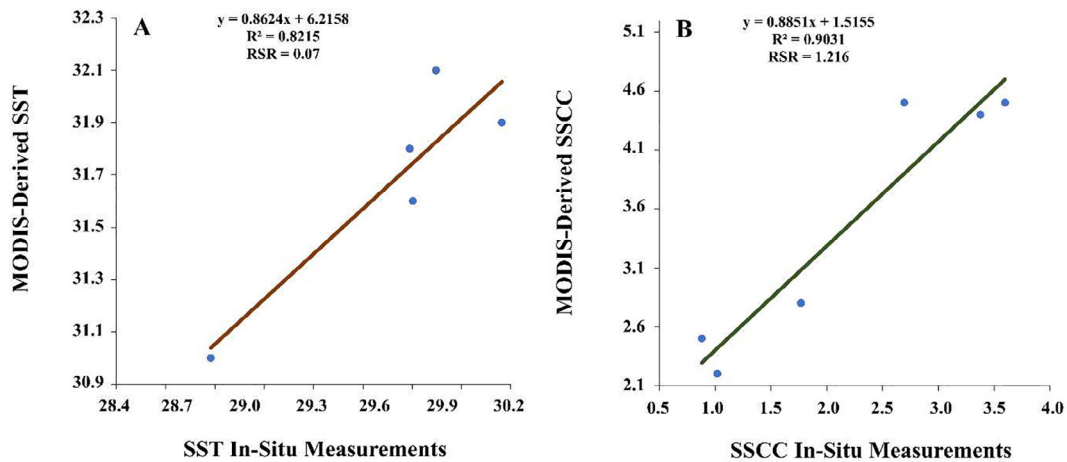 A
y = 0.8624x + 6.2158
R² = 0.8215
RSR = 0.07
MODIS-Derived SST
32.3
32.1
31.9
31.7
31.5
31.3
31.1
30.9
28.4 28.7 29.0 29.3 29.6 29.9 30.2
SST In-Situ Measurements
B
y = 0.8851x + 1.5155
R² = 0.9031
RSR = 1.216
MODIS-Derived SSCC
5.1
4.6
4.1
3.6
3.1
2.6
2.1
0.5 1.0 1.5 2.0 2.5 3.0 3.5 4.0
SSCC In-Situ Measurements